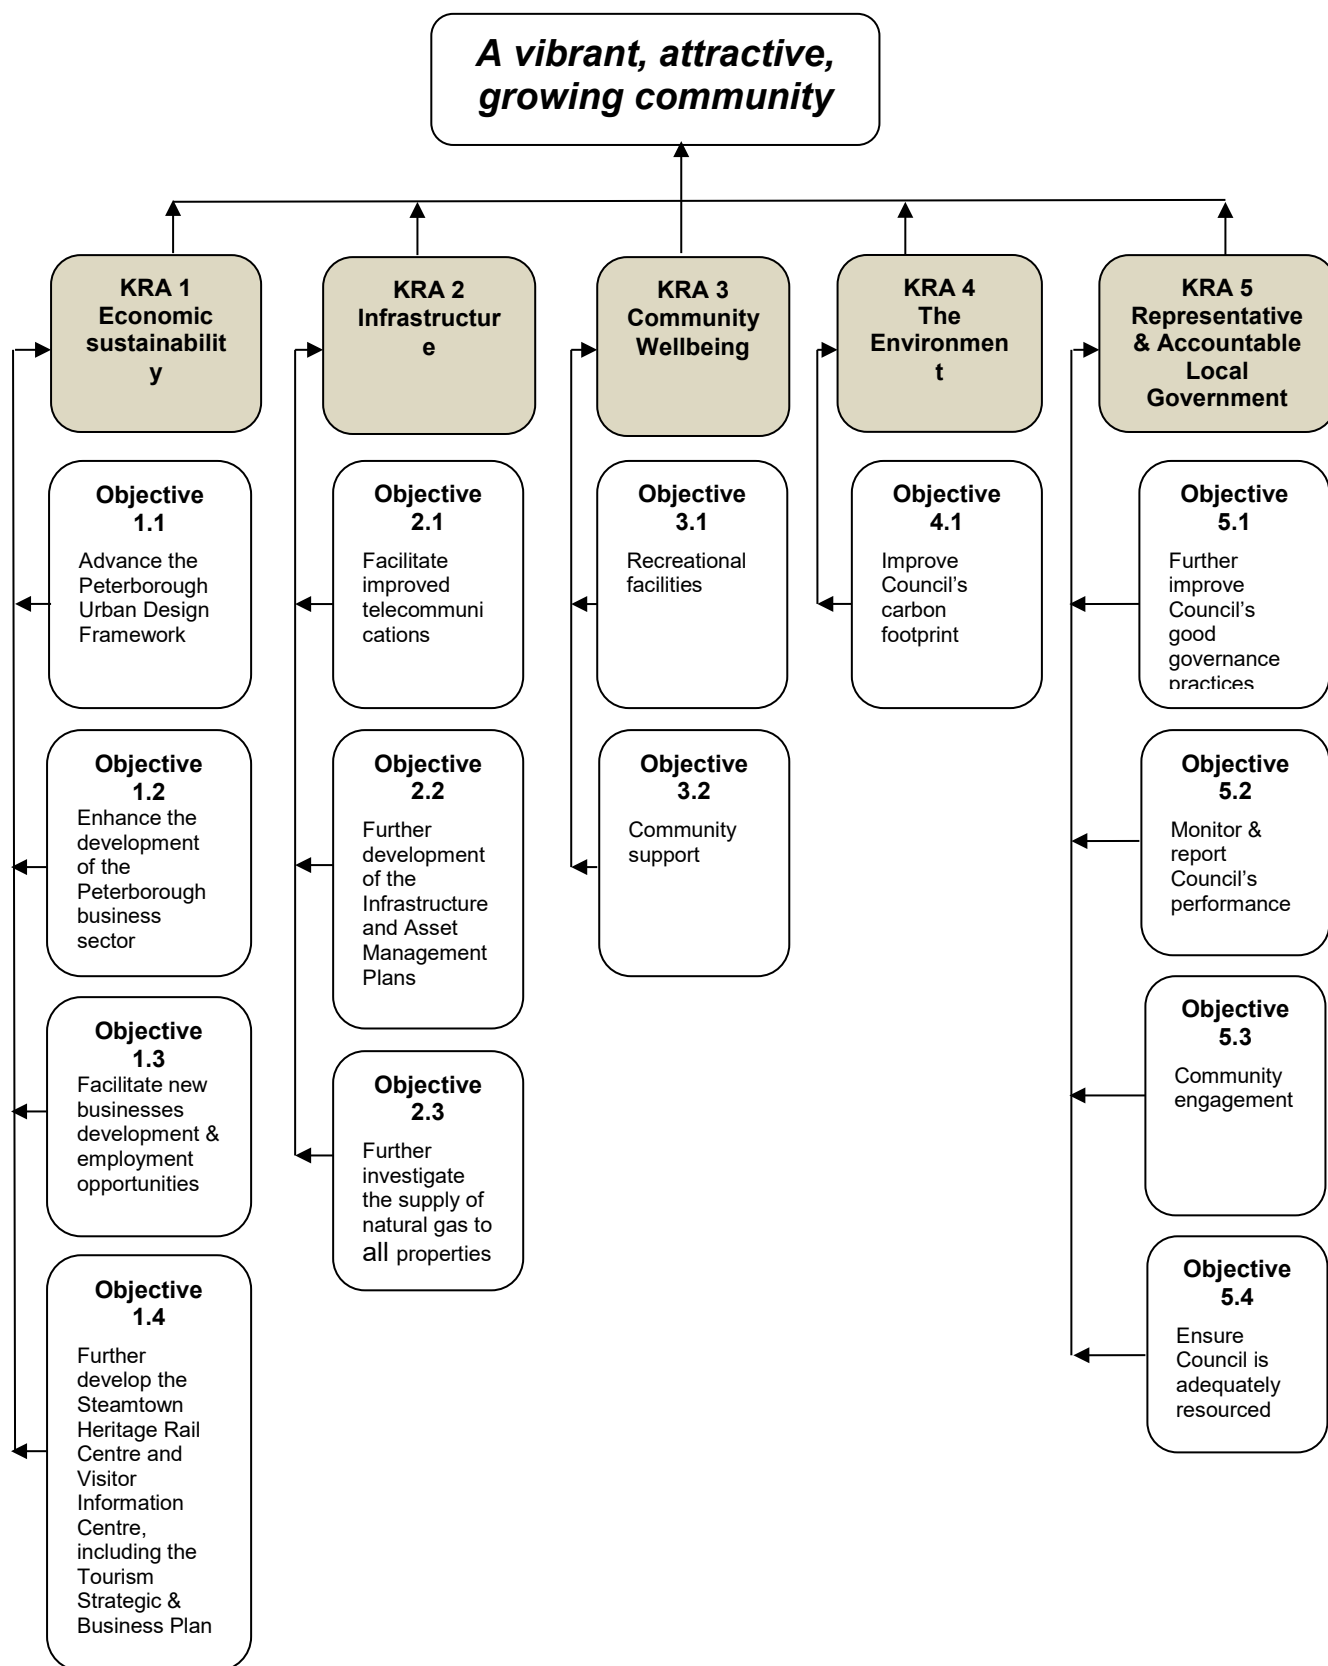 A vibrant, attractive,
growing community
KRA 1
Economic
sustainabilit
y
KRA 2
Infrastructur
e
KRA 3
Community
Wellbeing
KRA 4
The
Environmen
t
KRA 5
Representative
& Accountable
Local
Government
Objective
1.1
Advance the
Peterborough
Urban Design
Framework
Objective
1.2
Enhance the
development
of the
Peterborough
business
sector
Objective
1.3
Facilitate new
businesses
development &
employment
opportunities
Objective
1.4
Further
develop the
Steamtown
Heritage Rail
Centre and
Visitor
Information
Centre,
including the
Tourism
Strategic &
Business Plan
Objective
2.1
Facilitate
improved
telecommuni
cations
Objective
2.2
Further
development
of the
Infrastructure
and Asset
Management
Plans
Objective
2.3
Further
investigate
the supply of
natural gas to
all properties
Objective
3.1
Recreational
facilities
Objective
3.2
Community
support
Objective
4.1
Improve
Council’s
carbon
footprint
Objective
5.1
Further
improve
Council’s
good
governance
practices
Objective
5.2
Monitor &
report
Council’s
performance
Objective
5.3
Community
engagement
Objective
5.4
Ensure
Council is
adequately
resourced